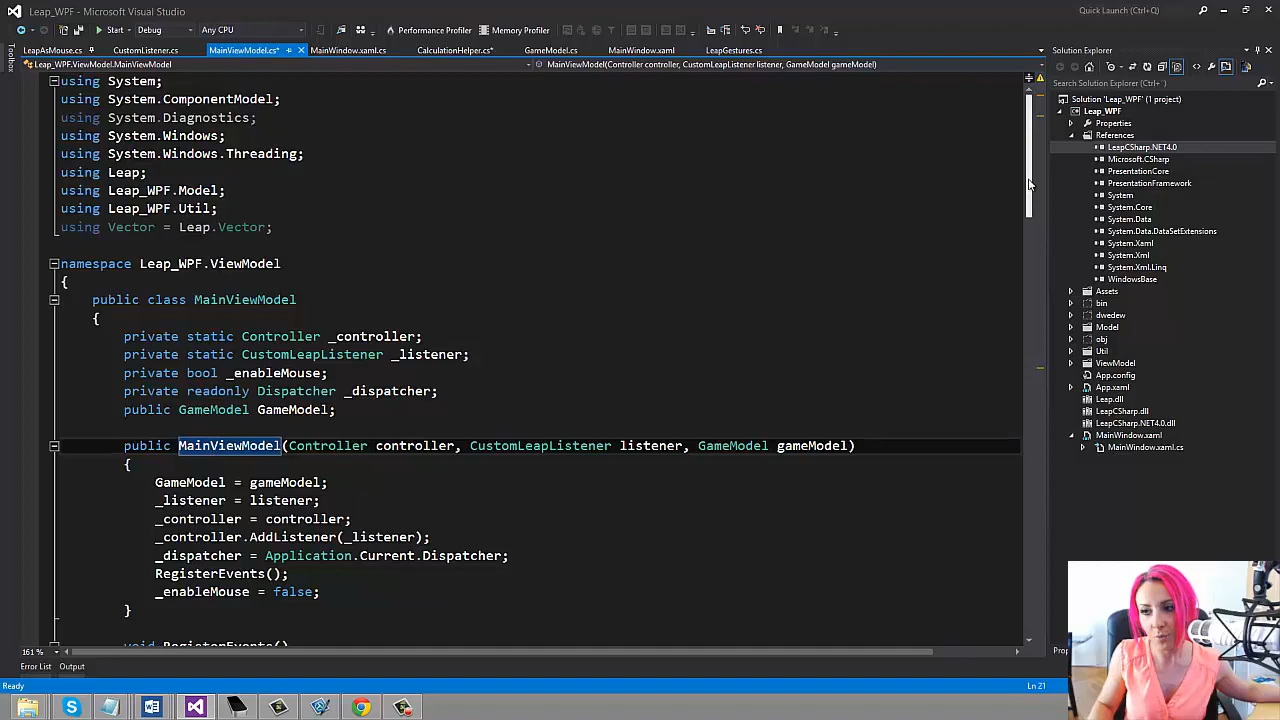 Leap_WPF - Microsoft Visual Studio
Quick Launch (Ctrl+Q)
Start
Debug
Any CPU
Performance Profiler
Memory Profiler
LeapAsMouse.cs
CustomListener.cs
MainViewModel.cs*
MainWindow.xaml.cs
CalculationHelper.cs*
GameModel.cs
MainWindow.xaml
LeapGestures.cs
Leap_WPF.ViewModel.MainViewModel
MainViewModel(Controller controller, CustomLeapListener listener, GameModel gameModel)
Toolbox
using System;
using System.ComponentModel;
using System.Diagnostics;
using System.Windows;
using System.Windows.Threading;
using Leap;
using Leap_WPF.Model;
using Leap_WPF.Util;
using Vector = Leap.Vector;
namespace Leap_WPF.ViewModel
{
public class MainViewModel
{
private static Controller _controller;
private static CustomLeapListener _listener;
private bool _enableMouse;
private readonly Dispatcher _dispatcher;
public GameModel GameModel;
public MainViewModel(Controller controller, CustomLeapListener listener, GameModel gameModel)
{
GameModel = gameModel;
_listener = listener;
_controller = controller;
_controller.AddListener(_listener);
_dispatcher = Application.Current.Dispatcher;
RegisterEvents();
_enableMouse = false;
}
void RegisterEvents()
161 %
Error List
Output
Ready
Ln 21
Solution Explorer
Search Solution Explorer (Ctrl+
Solution 'Leap_WPF' (1 project)
Leap_WPF
Properties
References
LeapCSharp.NET4.0
Microsoft.CSharp
PresentationCore
PresentationFramework
System
System.Core
System.Data
System.Data.DataSetExtensions
System.Xaml
System.Xml
System.Xml.Linq
WindowsBase
Assets
bin
dwedew
Model
obj
Util
ViewModel
App.config
App.xaml
Leap.dll
LeapCSharp.dll
LeapCSharp.NET4.0.dll
MainWindow.xaml
MainWindow.xaml.cs